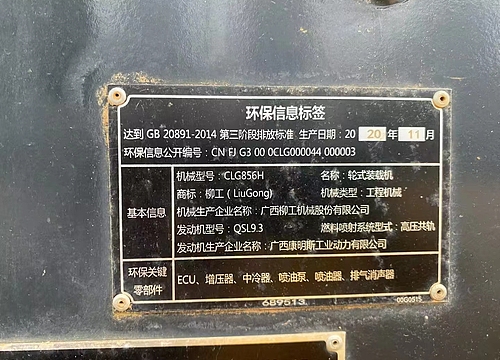 环保信息标签
达到 GB 20891-2014 第三阶段排放标准 生产日期：20 20 年 11 月
环保信息公开编号：CN FJ G3 00 0CLG000044 000003
基本信息
机械型号：CLG856H 名称：轮式装载机
商标：柳工（LiuGong） 机械类型：工程机械
机械生产企业名称：广西柳工机械股份有限公司
发动机型号：QSL9.3 燃料喷射系统型式：高压共轨
发动机生产企业名称：广西康明斯工业动力有限公司
环保关键
零部件
ECU、增压器、中冷器、喷油泵、喷油器、排气消声器
689513
00G0515